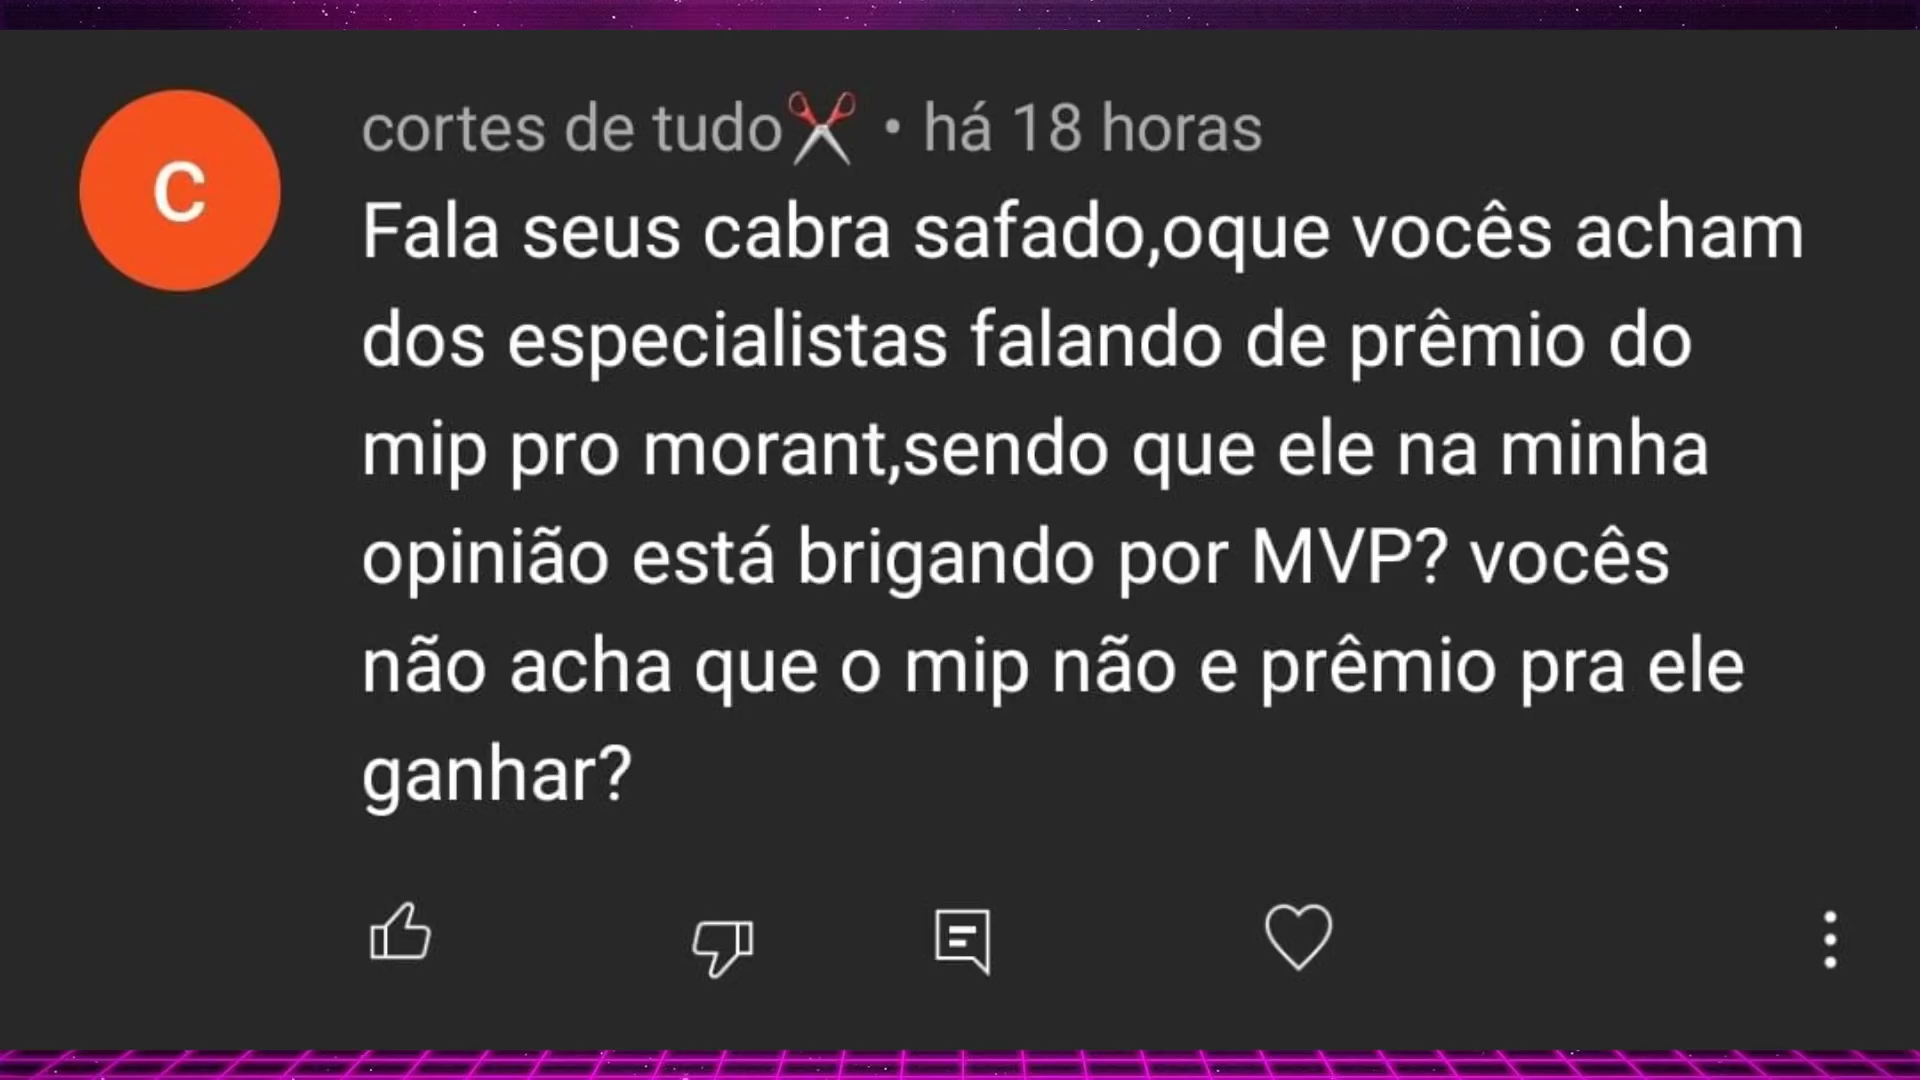 C
cortes de tudo✂ • há 18 horas
Fala seus cabra safado,oque vocês acham
dos especialistas falando de prêmio do
mip pro morant,sendo que ele na minha
opinião está brigando por MVP? vocês
não acha que o mip não e prêmio pra ele
ganhar?